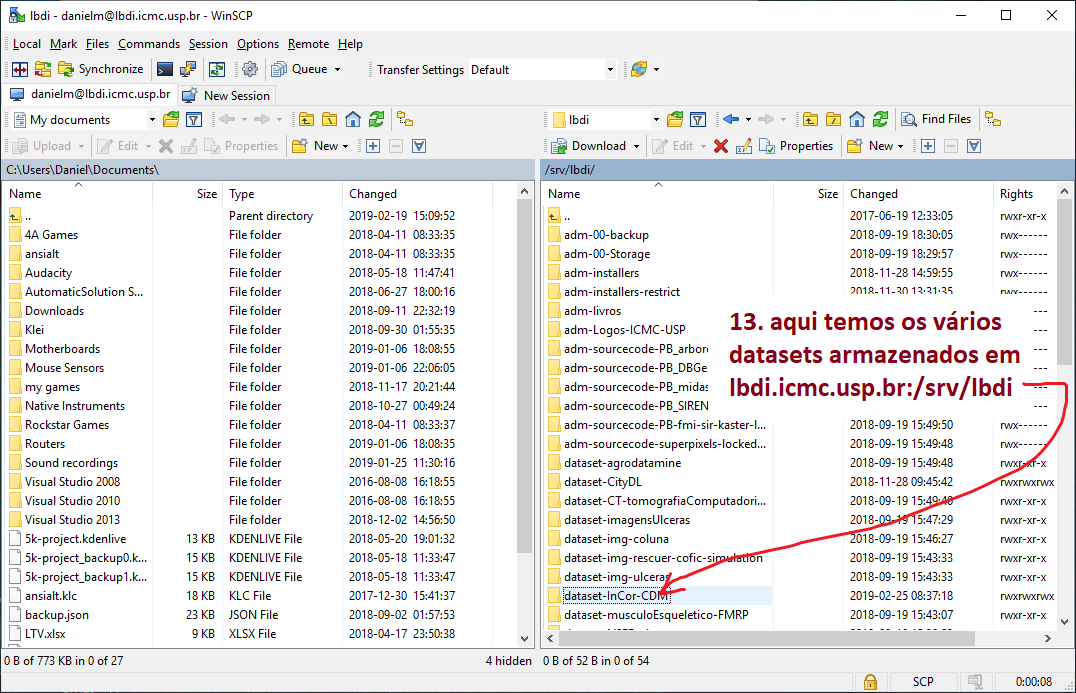 lbdi - danielm@lbdi.icmc.usp.br - WinSCP
Local Mark Files Commands Session Options Remote Help
Synchronize Queue Transfer Settings Default
danielm@lbdi.icmc.usp.br New Session
My documents
Upload Edit Properties New
C:\Users\Daniel\Documents\
Name Size Type Changed
.. Parent directory 2019-02-19 15:09:52
4A Games File folder 2018-04-11 08:33:35
ansialt File folder 2018-04-11 08:33:35
Audacity File folder 2018-05-18 11:47:41
AutomaticSolution S... File folder 2018-06-27 18:00:16
Downloads File folder 2018-09-11 22:32:19
Klei File folder 2018-09-30 01:55:35
Motherboards File folder 2019-01-06 18:08:55
Mouse Sensors File folder 2019-01-06 22:06:05
my games File folder 2018-11-17 20:21:44
Native Instruments File folder 2018-10-27 00:49:24
Rockstar Games File folder 2018-04-11 08:33:37
Routers File folder 2019-01-06 18:08:35
Sound recordings File folder 2019-01-25 11:30:16
Visual Studio 2008 File folder 2016-08-08 16:18:55
Visual Studio 2010 File folder 2016-08-08 16:18:55
Visual Studio 2013 File folder 2018-12-02 14:56:50
5k-project.kdenlive 13 KB KDENLIVE File 2018-05-20 19:01:32
5k-project_backup0.k... 15 KB KDENLIVE File 2018-05-18 11:33:47
5k-project_backup1.k... 15 KB KDENLIVE File 2018-05-18 11:33:47
ansialt.klc 18 KB KLC File 2017-12-30 15:41:37
backup.json 23 KB JSON File 2018-09-02 01:57:53
LTV.xlsx 9 KB XLSX File 2018-04-17 23:50:38
0 B of 773 KB in 0 of 27 4 hidden
lbdi Find Files
Download Edit Properties New
/srv/lbdi/
Name Size Changed Rights
.. 2017-06-19 12:33:05 rwxr-xr-x
adm-00-backup 2018-09-19 18:30:05 rwx------
adm-00-Storage 2018-09-19 18:29:57 rwx------
adm-installers 2018-11-28 14:59:55 rwx------
adm-installers-restrict 2018-11-30 13:31:35 rwx------
adm-livros ---
adm-Logos-ICMC-USP ---
adm-sourcecode-PB_arbore ---
adm-sourcecode-PB_DBGe ---
adm-sourcecode-PB_midas ---
adm-sourcecode-PB_SIREN ---
13. aqui temos os vários
datasets armazenados em
lbdi.icmc.usp.br:/srv/lbdi
adm-sourcecode-PB-fmi-sir-kaster-l... 2018-09-19 15:49:50 rwx------
adm-sourcecode-superpixels-locked... 2018-09-19 15:49:48 rwx------
dataset-agrodatamine 2018-09-19 15:49:48 rwxr-xr-x
dataset-CityDL 2018-11-28 09:45:42 rwxrwxrwx
dataset-CT-tomografiaComputadori... 2018-09-19 15:49:40 rwxr-xr-x
dataset-imagensUlceras 2018-09-19 15:47:29 rwxr-xr-x
dataset-img-coluna 2018-09-19 15:46:27 rwxr-xr-x
dataset-img-rescuer-cofic-simulation 2018-09-19 15:43:33 rwxr-xr-x
dataset-img-ulceras 2018-09-19 15:43:33 rwxr-xr-x
dataset-InCor-CDM 2019-02-25 08:37:18 rwxrwxrwx
dataset-musculoEsqueletico-FMRP 2018-09-19 15:43:07 rwxr-xr-x
0 B of 52 B in 0 of 54
SCP 0:00:08